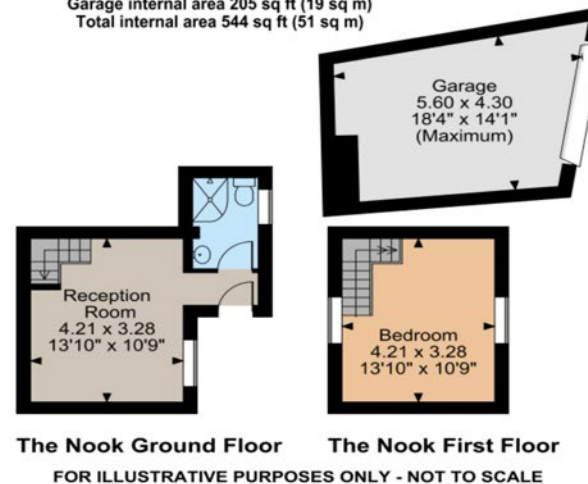 Garage internal area 205 sq ft (19 sq m)
Total internal area 544 sq ft (51 sq m)
Garage
5.60 x 4.30
18'4" x 14'1"
(Maximum)
Reception
Room
4.21 x 3.28
13'10" x 10'9"
Bedroom
4.21 x 3.28
13'10" x 10'9"
The Nook Ground Floor
The Nook First Floor
FOR ILLUSTRATIVE PURPOSES ONLY - NOT TO SCALE